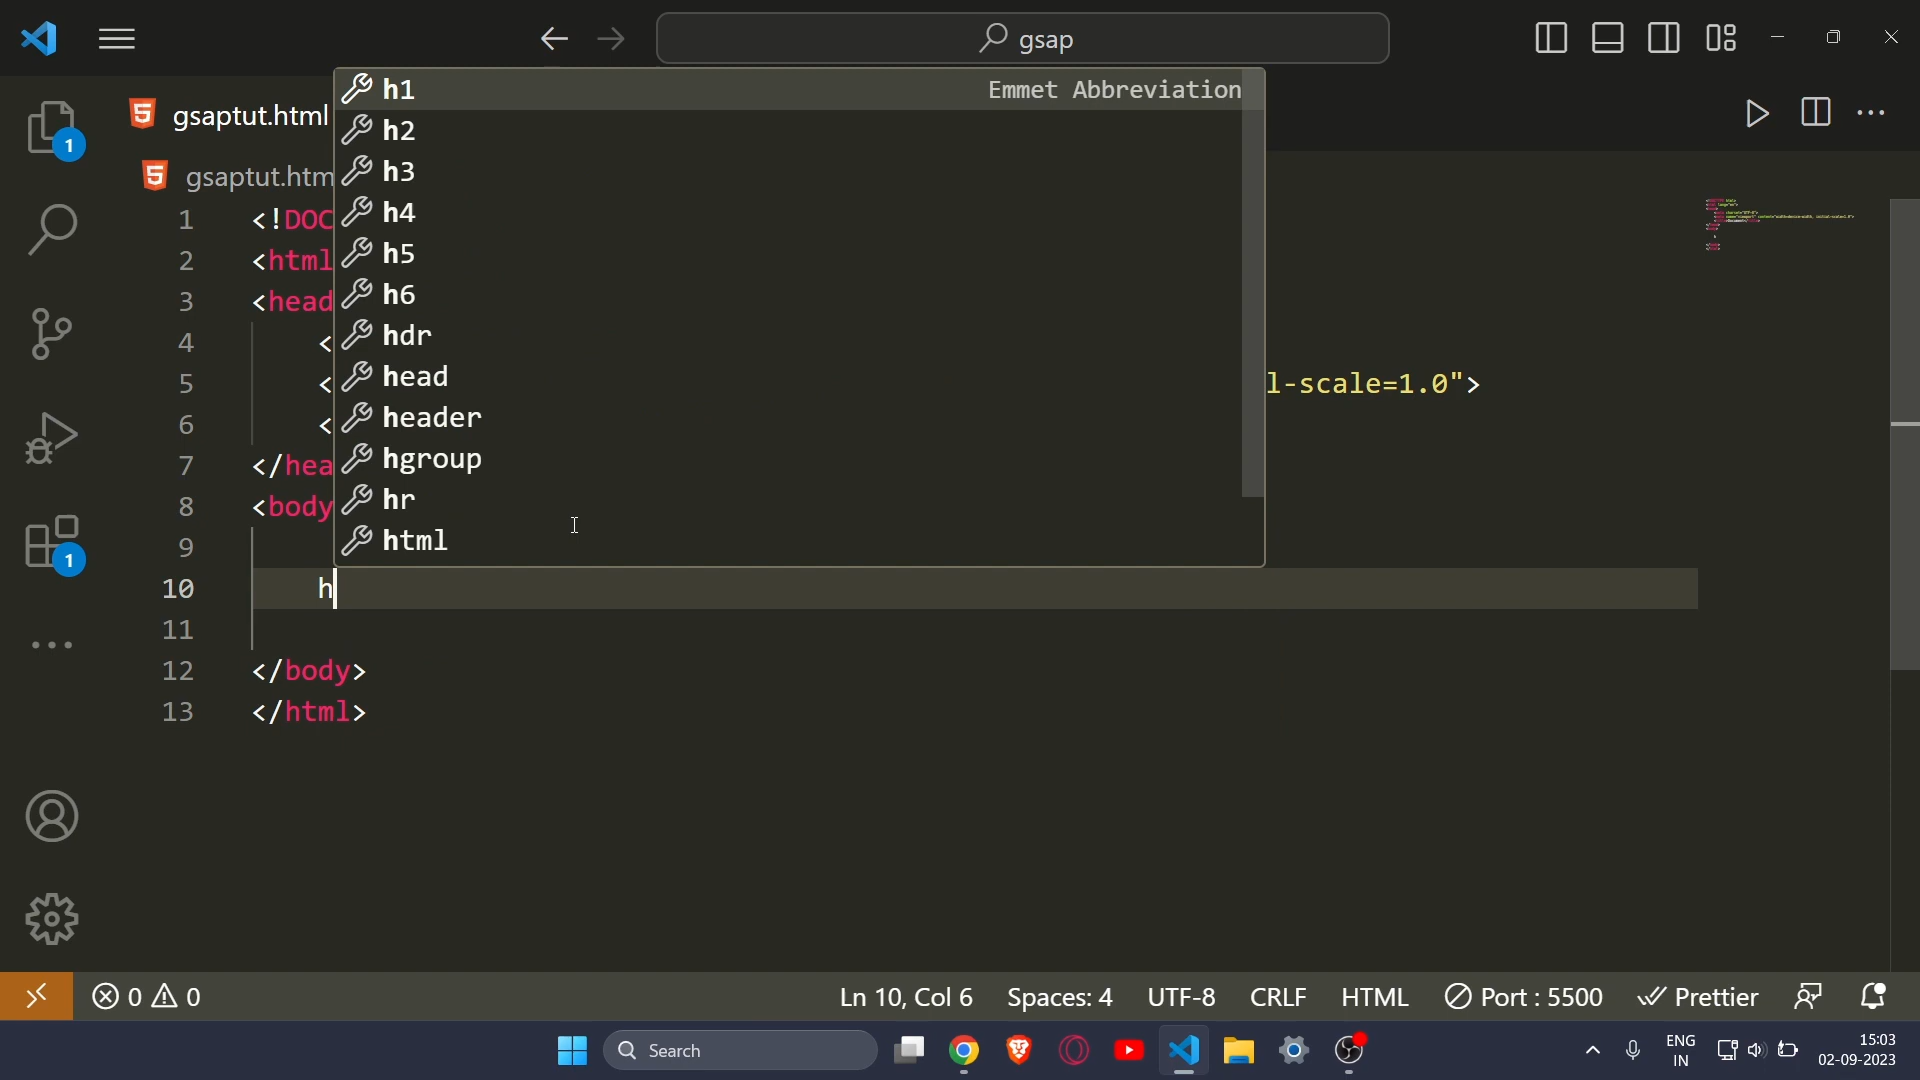 gsap
gsaptut.html
gsaptut.htm
h1 Emmet Abbreviation
h2
h3
h4
h5
h6
hdr
head
header
hgroup
hr
html
1 <!DOC
2 <html
3 <head
4 <
5 < l-scale=1.0">
6 <
7 </hea
8 <body
9
10 h
11
12 </body>
13 </html>
1
1
0 0 Ln 10, Col 6 Spaces: 4 UTF-8 CRLF HTML Port : 5500 Prettier
Search
ENG
IN
15:03
02-09-2023